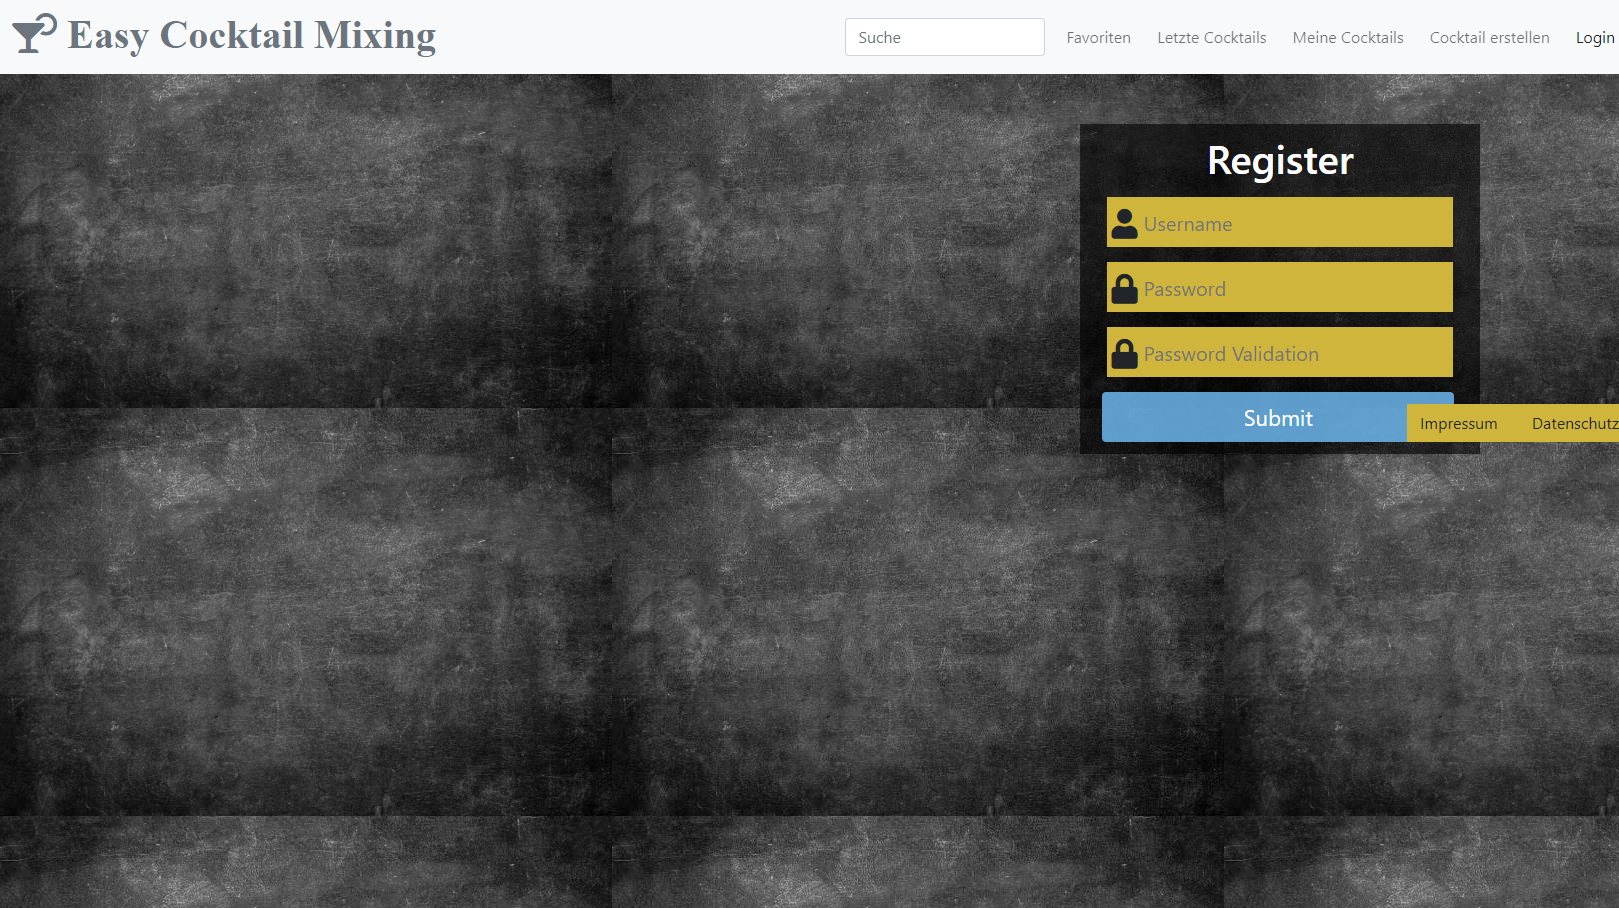 Easy Cocktail Mixing
Suche
Favoriten
Letzte Cocktails
Meine Cocktails
Cocktail erstellen
Login
Register
Username
Password
Password Validation
Submit
Impressum
Datenschutz